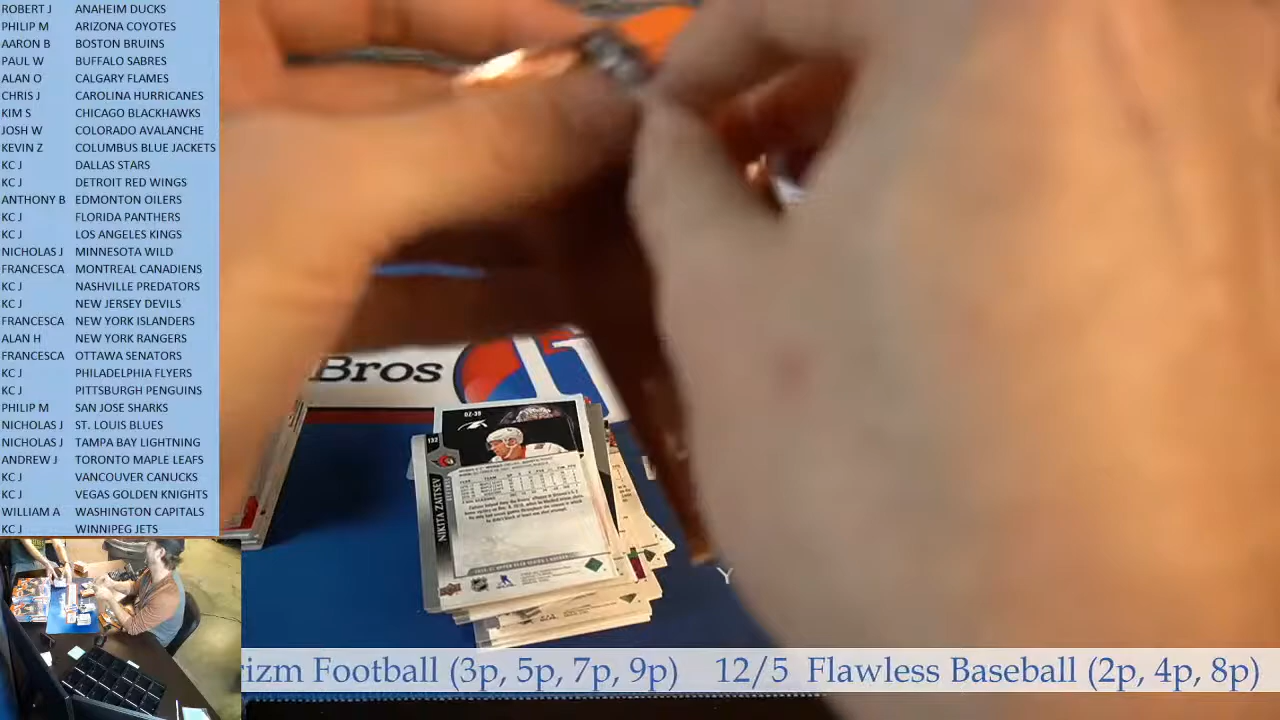 ROBERT J ANAHEIM DUCKS
PHILIP M ARIZONA COYOTES
AARON B BOSTON BRUINS
PAUL W BUFFALO SABRES
ALAN O CALGARY FLAMES
CHRIS J CAROLINA HURRICANES
KIM S CHICAGO BLACKHAWKS
JOSH W COLORADO AVALANCHE
KEVIN Z COLUMBUS BLUE JACKETS
KC J DALLAS STARS
KC J DETROIT RED WINGS
ANTHONY B EDMONTON OILERS
KC J FLORIDA PANTHERS
KC J LOS ANGELES KINGS
NICHOLAS J MINNESOTA WILD
FRANCESCA MONTREAL CANADIENS
KC J NASHVILLE PREDATORS
KC J NEW JERSEY DEVILS
FRANCESCA NEW YORK ISLANDERS
ALAN H NEW YORK RANGERS
FRANCESCA OTTAWA SENATORS
KC J PHILADELPHIA FLYERS
KC J PITTSBURGH PENGUINS
PHILIP M SAN JOSE SHARKS
NICHOLAS J ST. LOUIS BLUES
NICHOLAS J TAMPA BAY LIGHTNING
ANDREW J TORONTO MAPLE LEAFS
KC J VANCOUVER CANUCKS
KC J VEGAS GOLDEN KNIGHTS
WILLIAM A WASHINGTON CAPITALS
KC J WINNIPEG JETS
Bros
DZ-39
132
NIKITA ZAITSEV
Y
rizm Football (3p, 5p, 7p, 9p) 12/5 Flawless Baseball (2p, 4p, 8p)